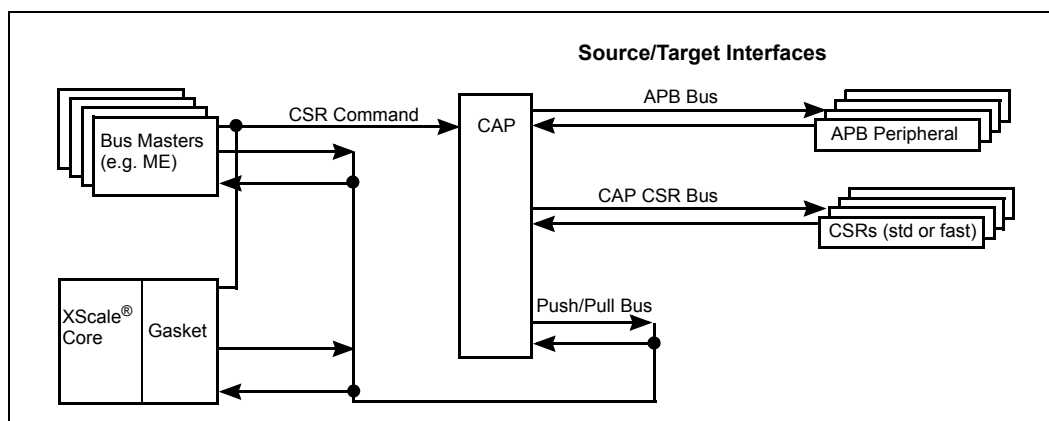 Source/Target Interfaces
APB Bus
CSR Command
CAP
Bus Masters
(e.g. ME)
APB Peripheral
CAP CSR Bus
CSRs (std or fast)
Push/Pull Bus
XScale®
Core
Gasket